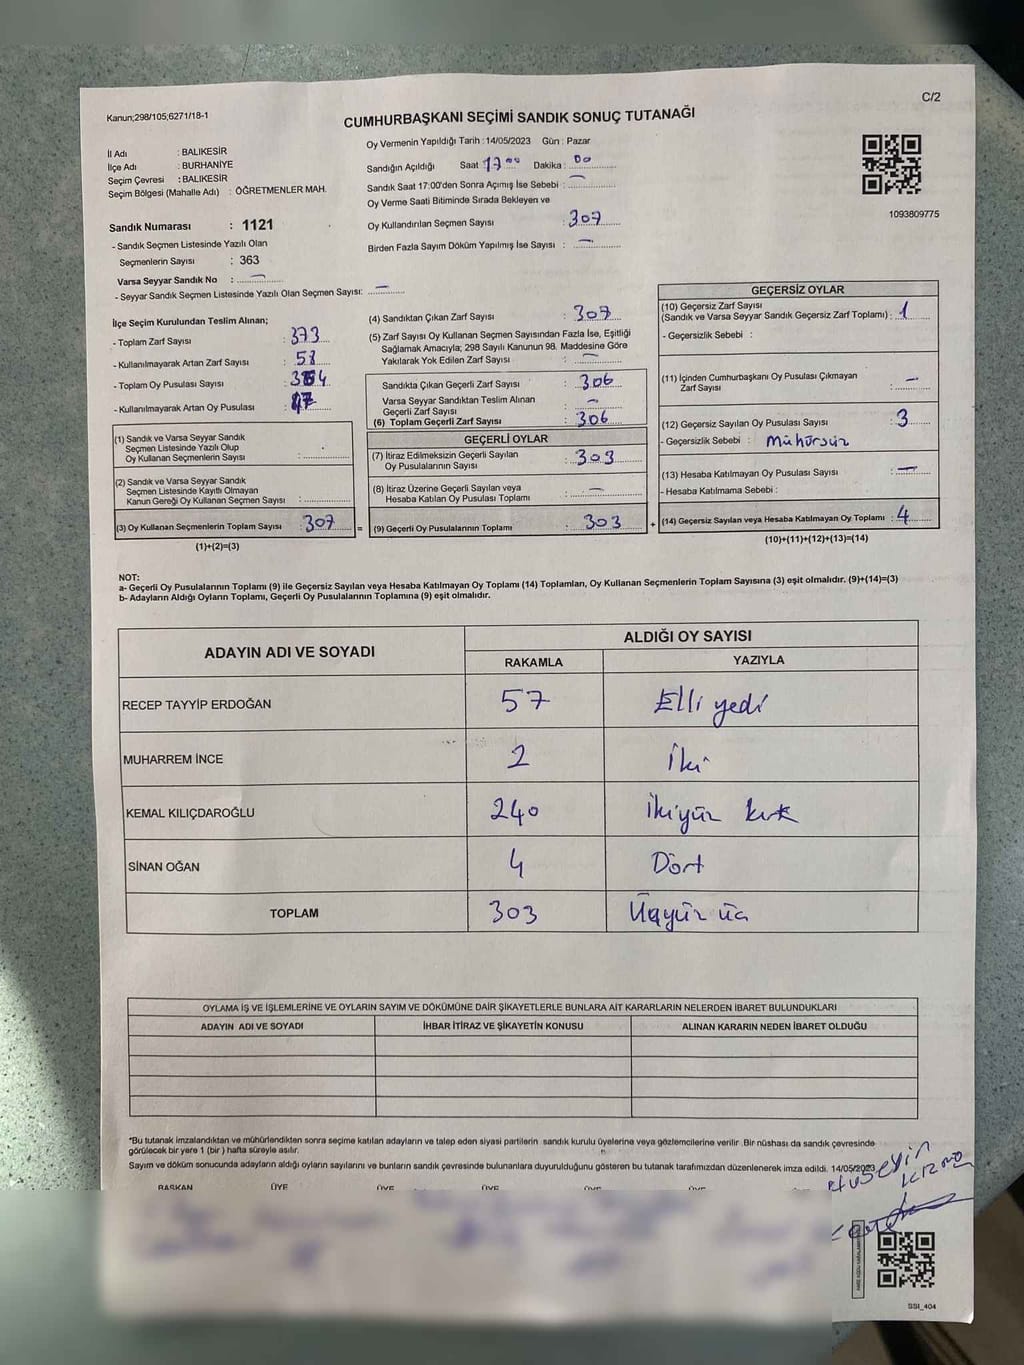 C/2
Kanun;298/105;6271/18-1
CUMHURBAŞKANI SEÇİMİ SANDIK SONUÇ TUTANAĞI
İl Adı : BALIKESİR
İlçe Adı : BURHANİYE
Seçim Çevresi : BALIKESİR
Seçim Bölgesi (Mahalle Adı) : ÖĞRETMENLER MAH.
Oy Vermenin Yapıldığı Tarih : 14/05/2023 Gün : Pazar
Sandığın Açıldığı Saat 17 00 Dakika : 00
Sandık Saat 17:00'den Sonra Açımış İse Sebebi : —
Oy Verme Saati Bitiminde Sırada Bekleyen ve
Oy Kullandırılan Seçmen Sayısı : 307
Birden Fazla Sayım Döküm Yapılmış İse Sayısı : —
1093809775
Sandık Numarası : 1121
- Sandık Seçmen Listesinde Yazılı Olan
Seçmenlerin Sayısı : 363
Varsa Seyyar Sandık No : —
- Seyyar Sandık Seçmen Listesinde Yazılı Olan Seçmen Sayısı: —
İlçe Seçim Kurulundan Teslim Alınan;
- Toplam Zarf Sayısı : 373
- Kullanılmayarak Artan Zarf Sayısı :
- Toplam Oy Pusulası Sayısı :
- Kullanılmayarak Artan Oy Pusulası :
(1) Sandık ve Varsa Seyyar Sandık
Seçmen Listesinde Yazılı Olup
Oy Kullanan Seçmenlerin Sayısı :
(2) Sandık ve Varsa Seyyar Sandık
Seçmen Listesinde Kayıtlı Olmayan
Kanun Gereği Oy Kullanan Seçmen Sayısı :
(3) Oy Kullanan Seçmenlerin Toplam Sayısı : 307 =
(1)+(2)=(3)
(4) Sandıktan Çıkan Zarf Sayısı : 307
(5) Zarf Sayısı Oy Kullanan Seçmen Sayısından Fazla İse, Eşitliği
Sağlamak Amacıyla; 298 Sayılı Kanunun 98. Maddesine Göre
Yakılarak Yok Edilen Zarf Sayısı : —
Sandıkta Çıkan Geçerli Zarf Sayısı : 306
Varsa Seyyar Sandıktan Teslim Alınan
Geçerli Zarf Sayısı : —
(6) Toplam Geçerli Zarf Sayısı : 306
GEÇERLİ OYLAR
(7) İtiraz Edilmeksizin Geçerli Sayılan
Oy Pusulalarının Sayısı : 303
(8) İtiraz Üzerine Geçerli Sayılan veya
Hesaba Katılan Oy Pusulası Toplamı : —
(9) Geçerli Oy Pusulalarının Toplamı : 303 +
GEÇERSİZ OYLAR
(10) Geçersiz Zarf Sayısı
(Sandık ve Varsa Seyyar Sandık Geçersiz Zarf Toplamı) : 1
- Geçersizlik Sebebi :
(11) İçinden Cumhurbaşkanı Oy Pusulası Çıkmayan
Zarf Sayısı : —
(12) Geçersiz Sayılan Oy Pusulası Sayısı : 3
- Geçersizlik Sebebi : Mühürsüz
(13) Hesaba Katılmayan Oy Pusulası Sayısı : —
- Hesaba Katılmama Sebebi :
(14) Geçersiz Sayılan veya Hesaba Katılmayan Oy Toplamı : 4
(10)+(11)+(12)+(13)=(14)
NOT:
a- Geçerli Oy Pusulalarının Toplamı (9) ile Geçersiz Sayılan veya Hesaba Katılmayan Oy Toplamı (14) Toplamları, Oy Kullanan Seçmenlerin Toplam Sayısına (3) eşit olmalıdır. (9)+(14)=(3)
b- Adayların Aldığı Oyların Toplamı, Geçerli Oy Pusulalarının Toplamına (9) eşit olmalıdır.
ADAYIN ADI VE SOYADI ALDIĞI OY SAYISI
RAKAMLA YAZIYLA
RECEP TAYYİP ERDOĞAN 57 Elli yedi
MUHARREM İNCE 2 İki
KEMAL KILIÇDAROĞLU 240 İkiyüz kırk
SİNAN OĞAN 4 Dört
TOPLAM 303 Üçyüz üç
OYLAMA İŞ VE İŞLEMLERİNE VE OYLARIN SAYIM VE DÖKÜMÜNE DAİR ŞİKAYETLERLE BUNLARA AİT KARARLARIN NELERDEN İBARET BULUNDUKLARI
ADAYIN ADI VE SOYADI İHBAR İTİRAZ VE ŞİKAYETİN KONUSU ALINAN KARARIN NEDEN İBARET OLDUĞU
*Bu tutanak imzalandıktan ve mühürlendikten sonra seçime katılan adayların ve talep eden siyasi partilerin sandık kurulu üyelerine veya gözlemcilerine verilir .Bir nüshası da sandık çevresinde
görülecek bir yere 1 (bir ) hafta süreyle asılır.
Sayım ve döküm sonucunda adayların aldığı oyların sayılarını ve bunların sandık çevresinde bulunanlara duyurulduğunu gösteren bu tutanak tarafımızdan düzenlenerek imza edildi. 14/05/2023
BAŞKAN ÜYE ÜYE ÜYE ÜYE ÜYE
Huseyin
SSI_404